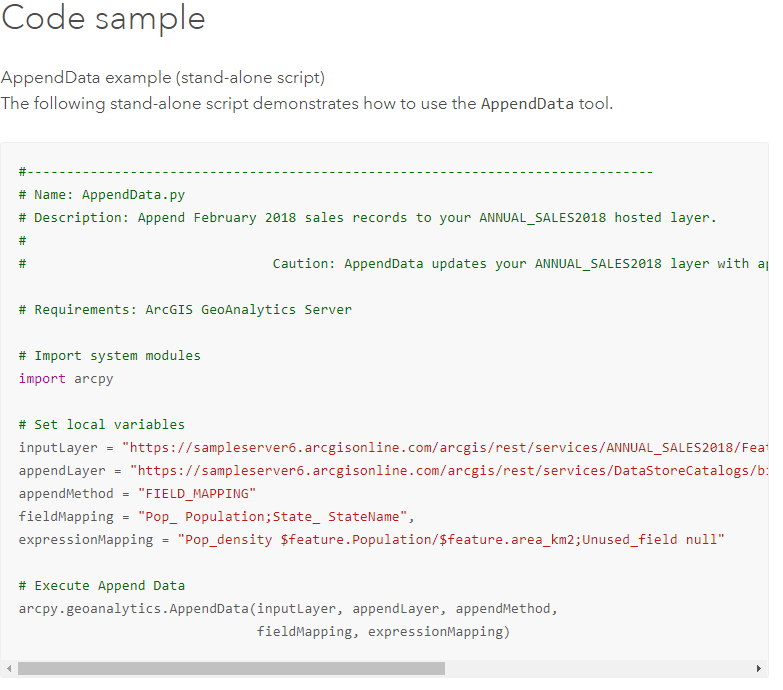 Code sample
AppendData example (stand-alone script)
The following stand-alone script demonstrates how to use the AppendData tool.
#-------------------------------------------------------------------------------
# Name: AppendData.py
# Description: Append February 2018 sales records to your ANNUAL_SALES2018 hosted layer.
#
#                               Caution: AppendData updates your ANNUAL_SALES2018 layer with
# Requirements: ArcGIS GeoAnalytics Server
# Import system modules
import arcpy
# Set local variables
inputLayer = "https://sampleserver6.arcgisonline.com/arcgis/rest/services/ANNUAL_SALES2018/Feat
appendLayer = "https://sampleserver6.arcgisonline.com/arcgis/rest/services/DataStoreCatalogs/bi
appendMethod = "FIELD_MAPPING"
fieldMapping = "Pop_ Population;State_ StateName",
expressionMapping = "Pop_density $feature.Population/$feature.area_km2;Unused_field null"
# Execute Append Data
arcpy.geoanalytics.AppendData(inputLayer, appendLayer, appendMethod,
                              fieldMapping, expressionMapping)